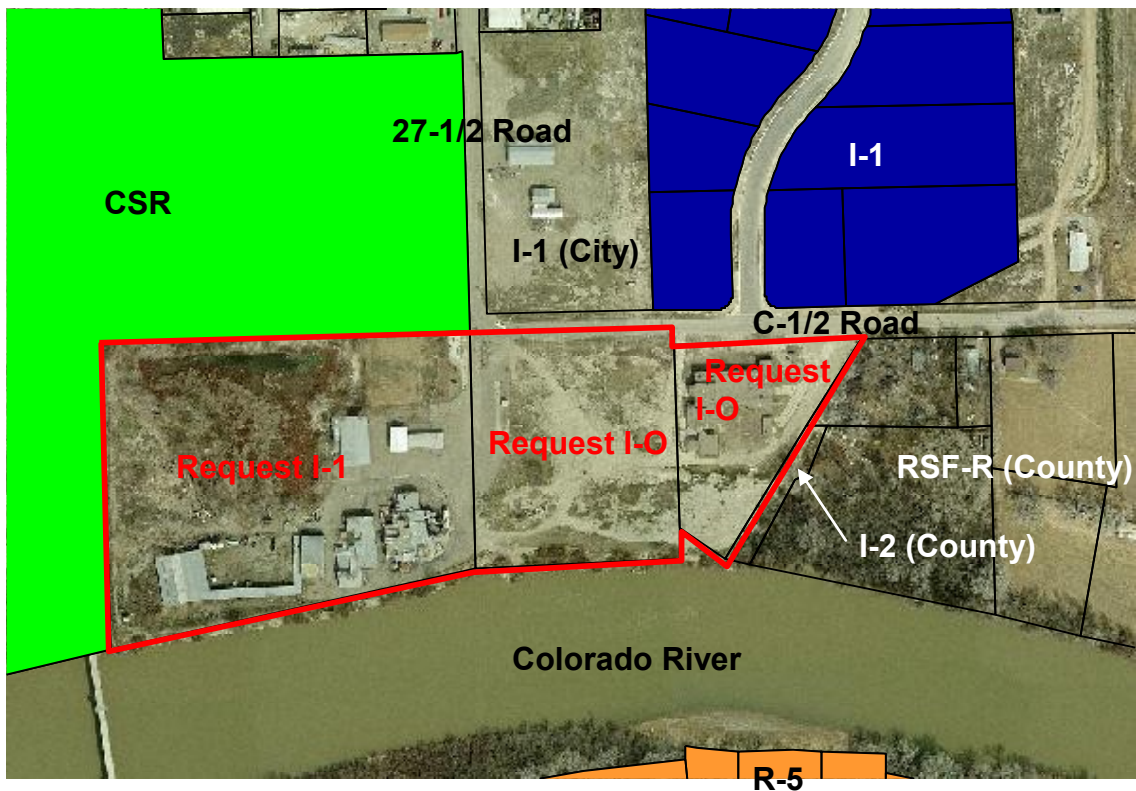 27-1/2 Road
I-1
CSR
I-1 (City)
C-1/2 Road
Request
I-O
Request I-O
Request I-1
RSF-R (County)
I-2 (County)
Colorado River
R-5